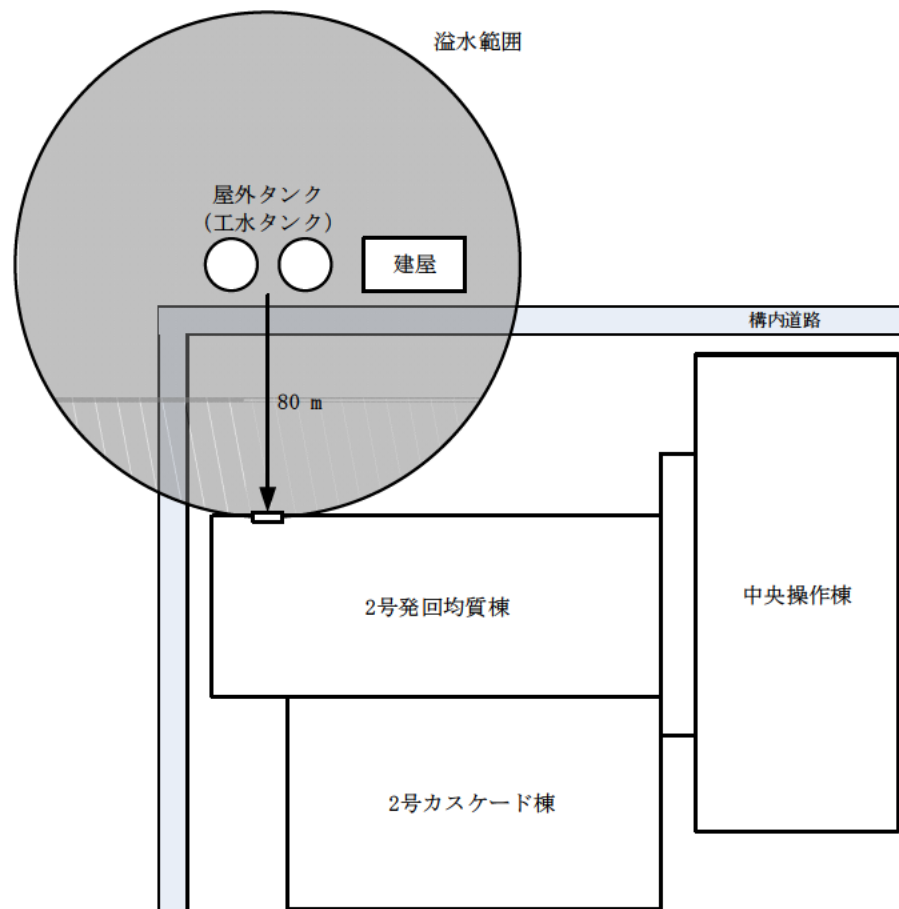 溢水範囲
屋外タンク
(工水タンク)
建屋
構内道路
80 m
2号発回均質棟
中央操作棟
2号カスケード棟